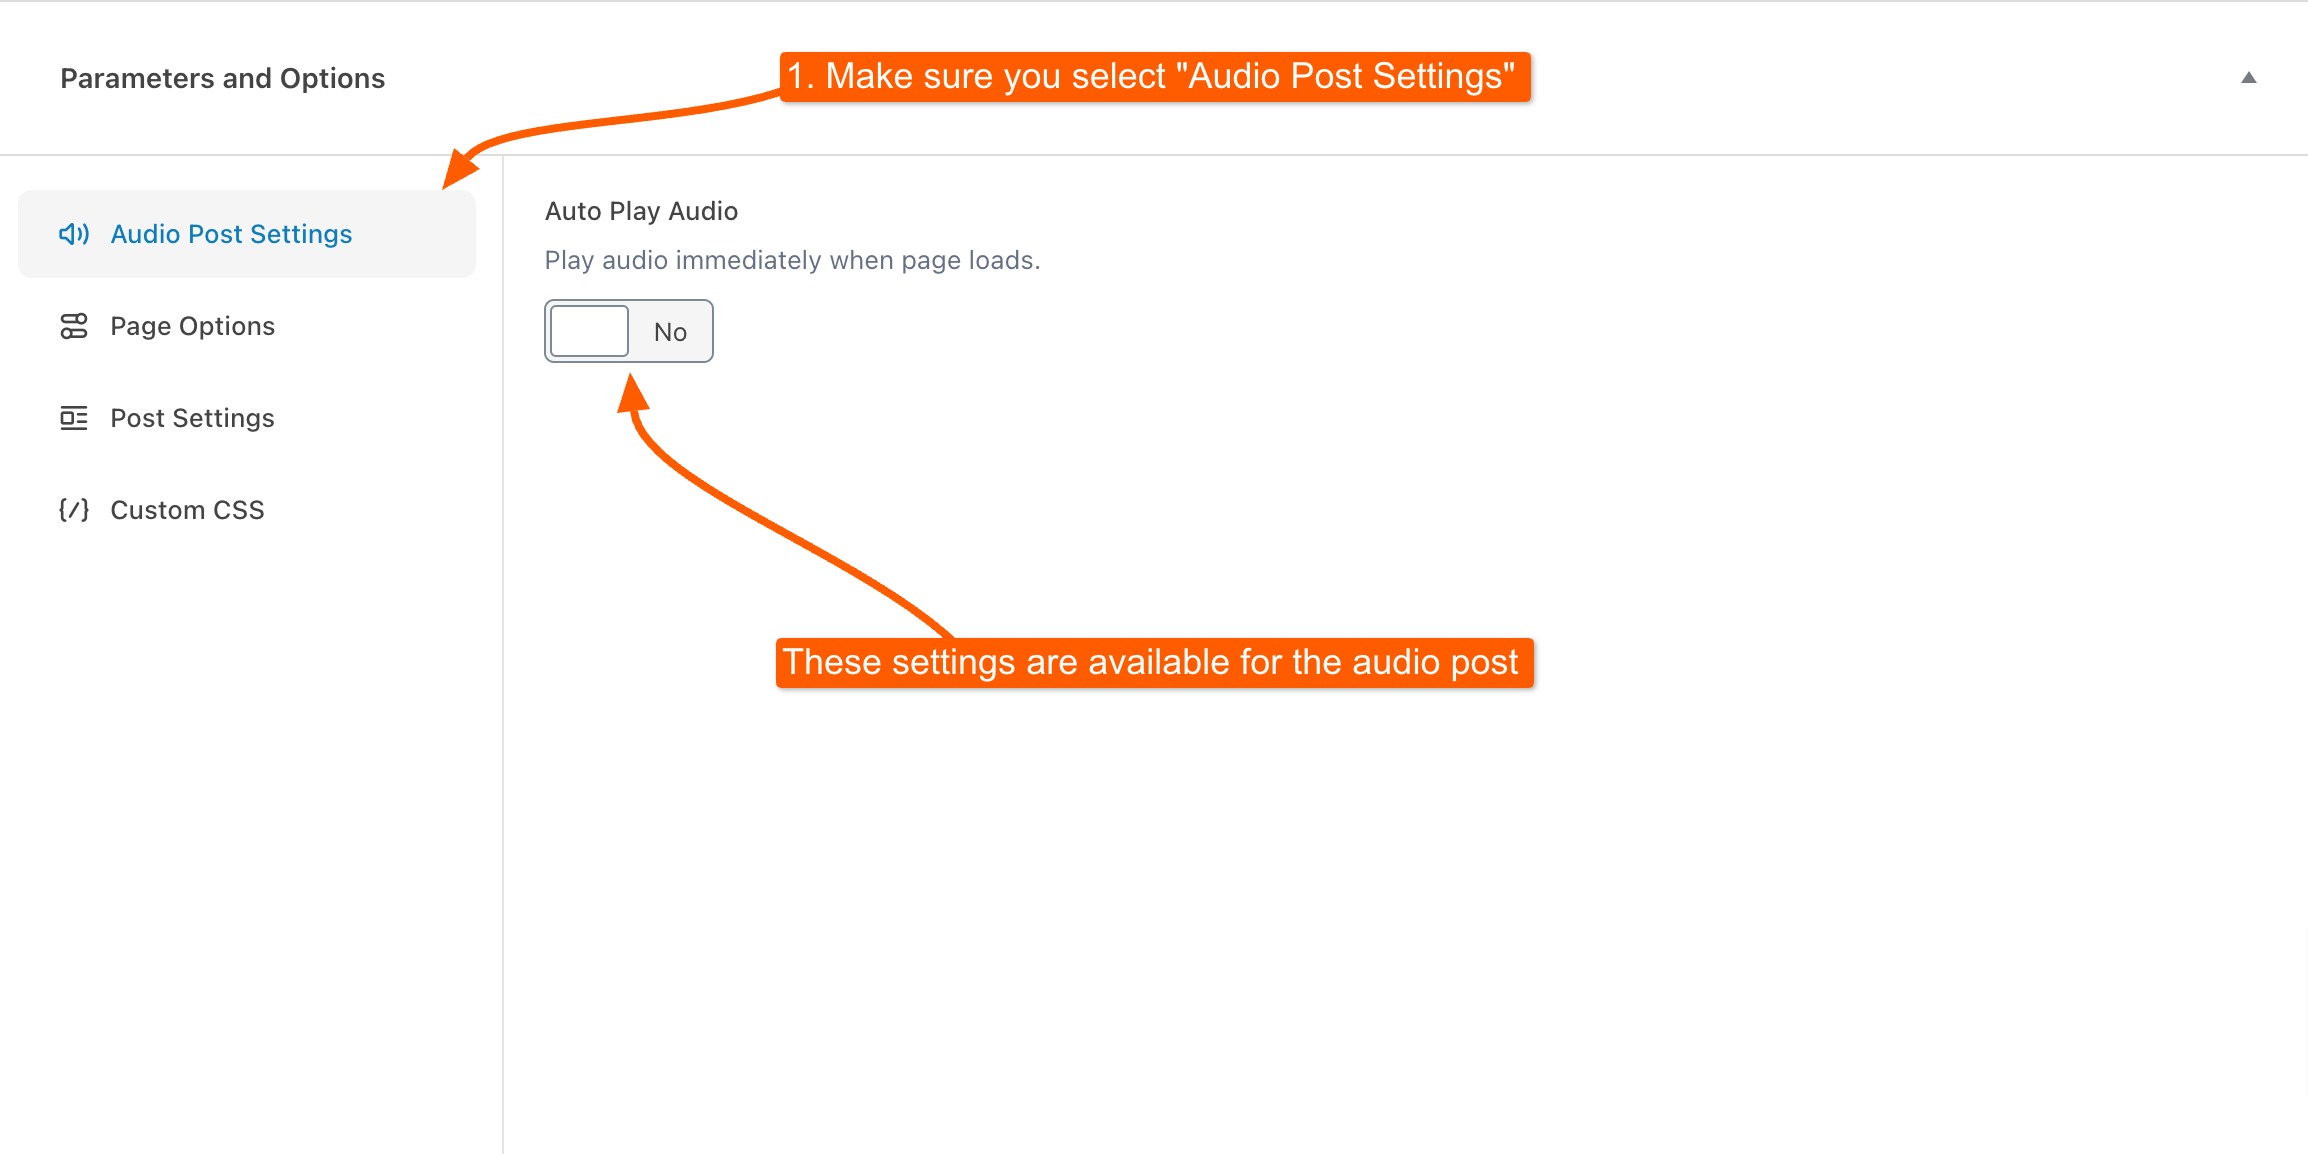 Parameters and Options
1. Make sure you select "Audio Post Settings"
Audio Post Settings
Page Options
Post Settings
Custom CSS
Auto Play Audio
Play audio immediately when page loads.
No
These settings are available for the audio post